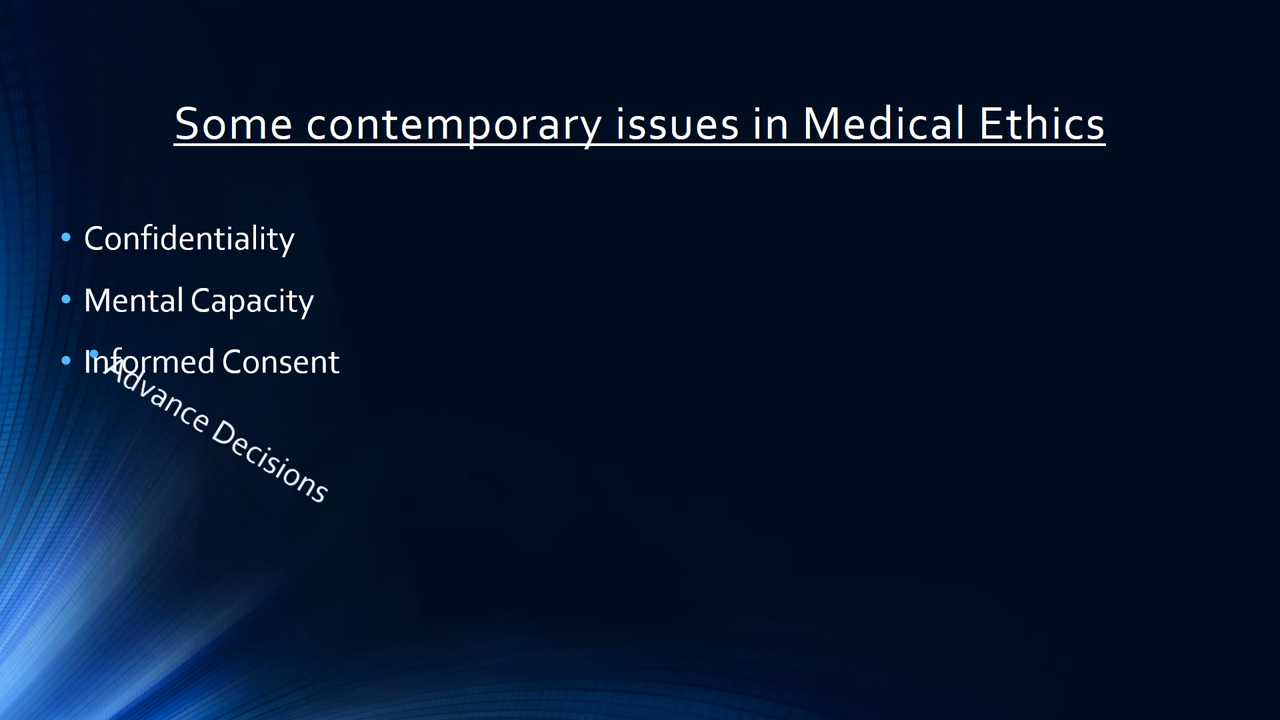 Some contemporary issues in Medical Ethics
• Confidentiality
• Mental Capacity
• Informed Consent
• Advance Decisions